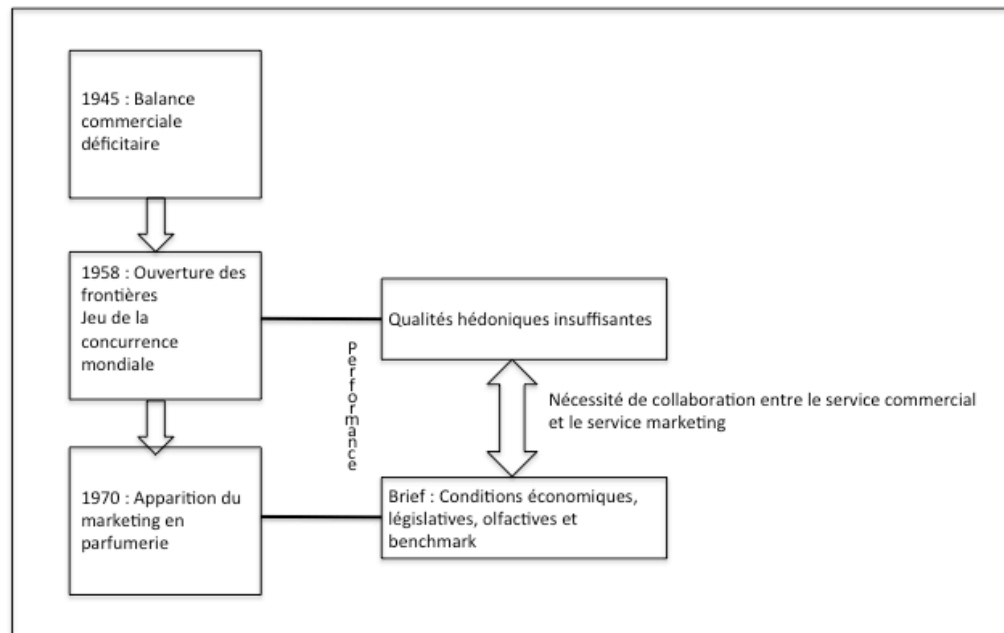 1945 : Balance
commerciale
déficitaire
1958 : Ouverture des
frontières
Jeu de la
concurrence
mondiale
Qualités hédoniques insuffisantes
Performance
Nécessité de collaboration entre le service commercial
et le service marketing
1970 : Apparition du
marketing en
parfumerie
Brief : Conditions économiques,
législatives, olfactives et
benchmark